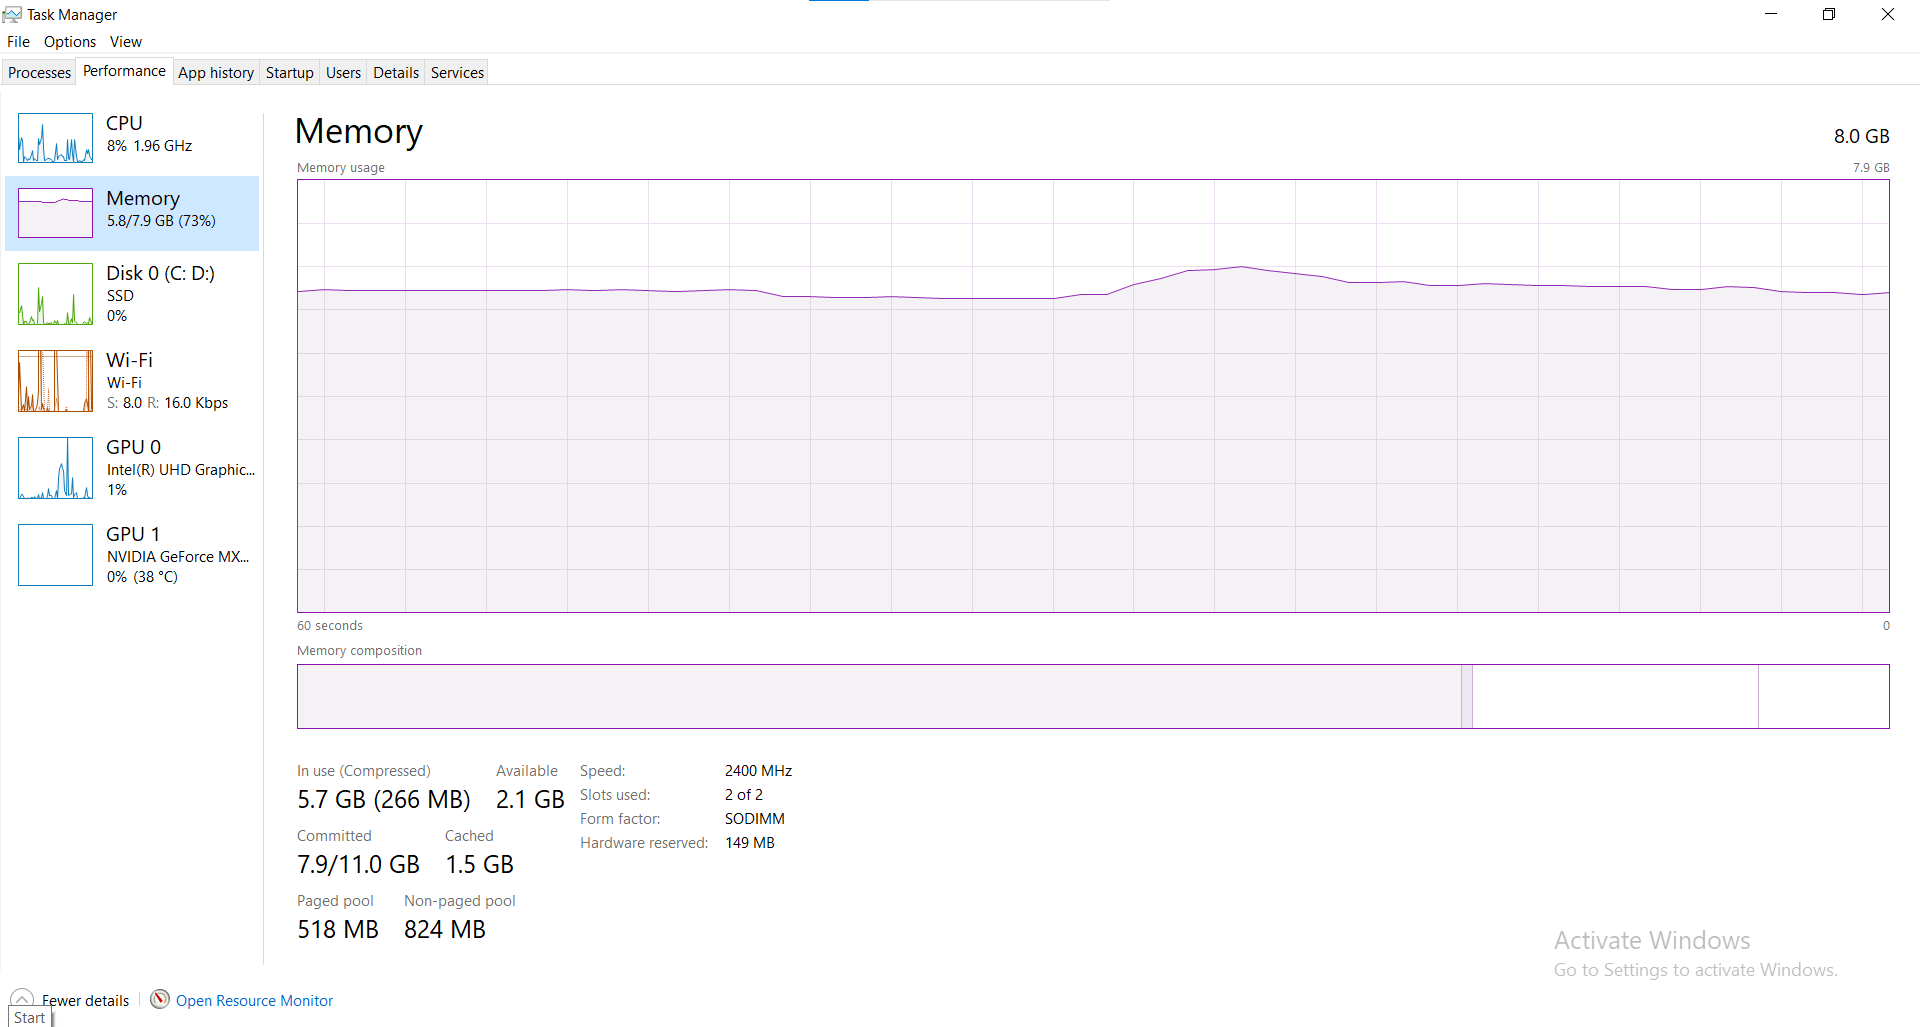 Task Manager
File Options View
Processes Performance App history Startup Users Details Services
CPU
8% 1.96 GHz
Memory
5.8/7.9 GB (73%)
Disk 0 (C: D:)
SSD
0%
Wi-Fi
Wi-Fi
S: 8.0 R: 16.0 Kbps
GPU 0
Intel(R) UHD Graphic...
1%
GPU 1
NVIDIA GeForce MX...
0% (38 °C)
Memory 8.0 GB
Memory usage 7.9 GB
60 seconds 0
Memory composition
In use (Compressed) Available
5.7 GB (266 MB) 2.1 GB
Committed Cached
7.9/11.0 GB 1.5 GB
Paged pool Non-paged pool
518 MB 824 MB
Speed: 2400 MHz
Slots used: 2 of 2
Form factor: SODIMM
Hardware reserved: 149 MB
Activate Windows
Go to Settings to activate Windows.
Fewer details Open Resource Monitor
Start